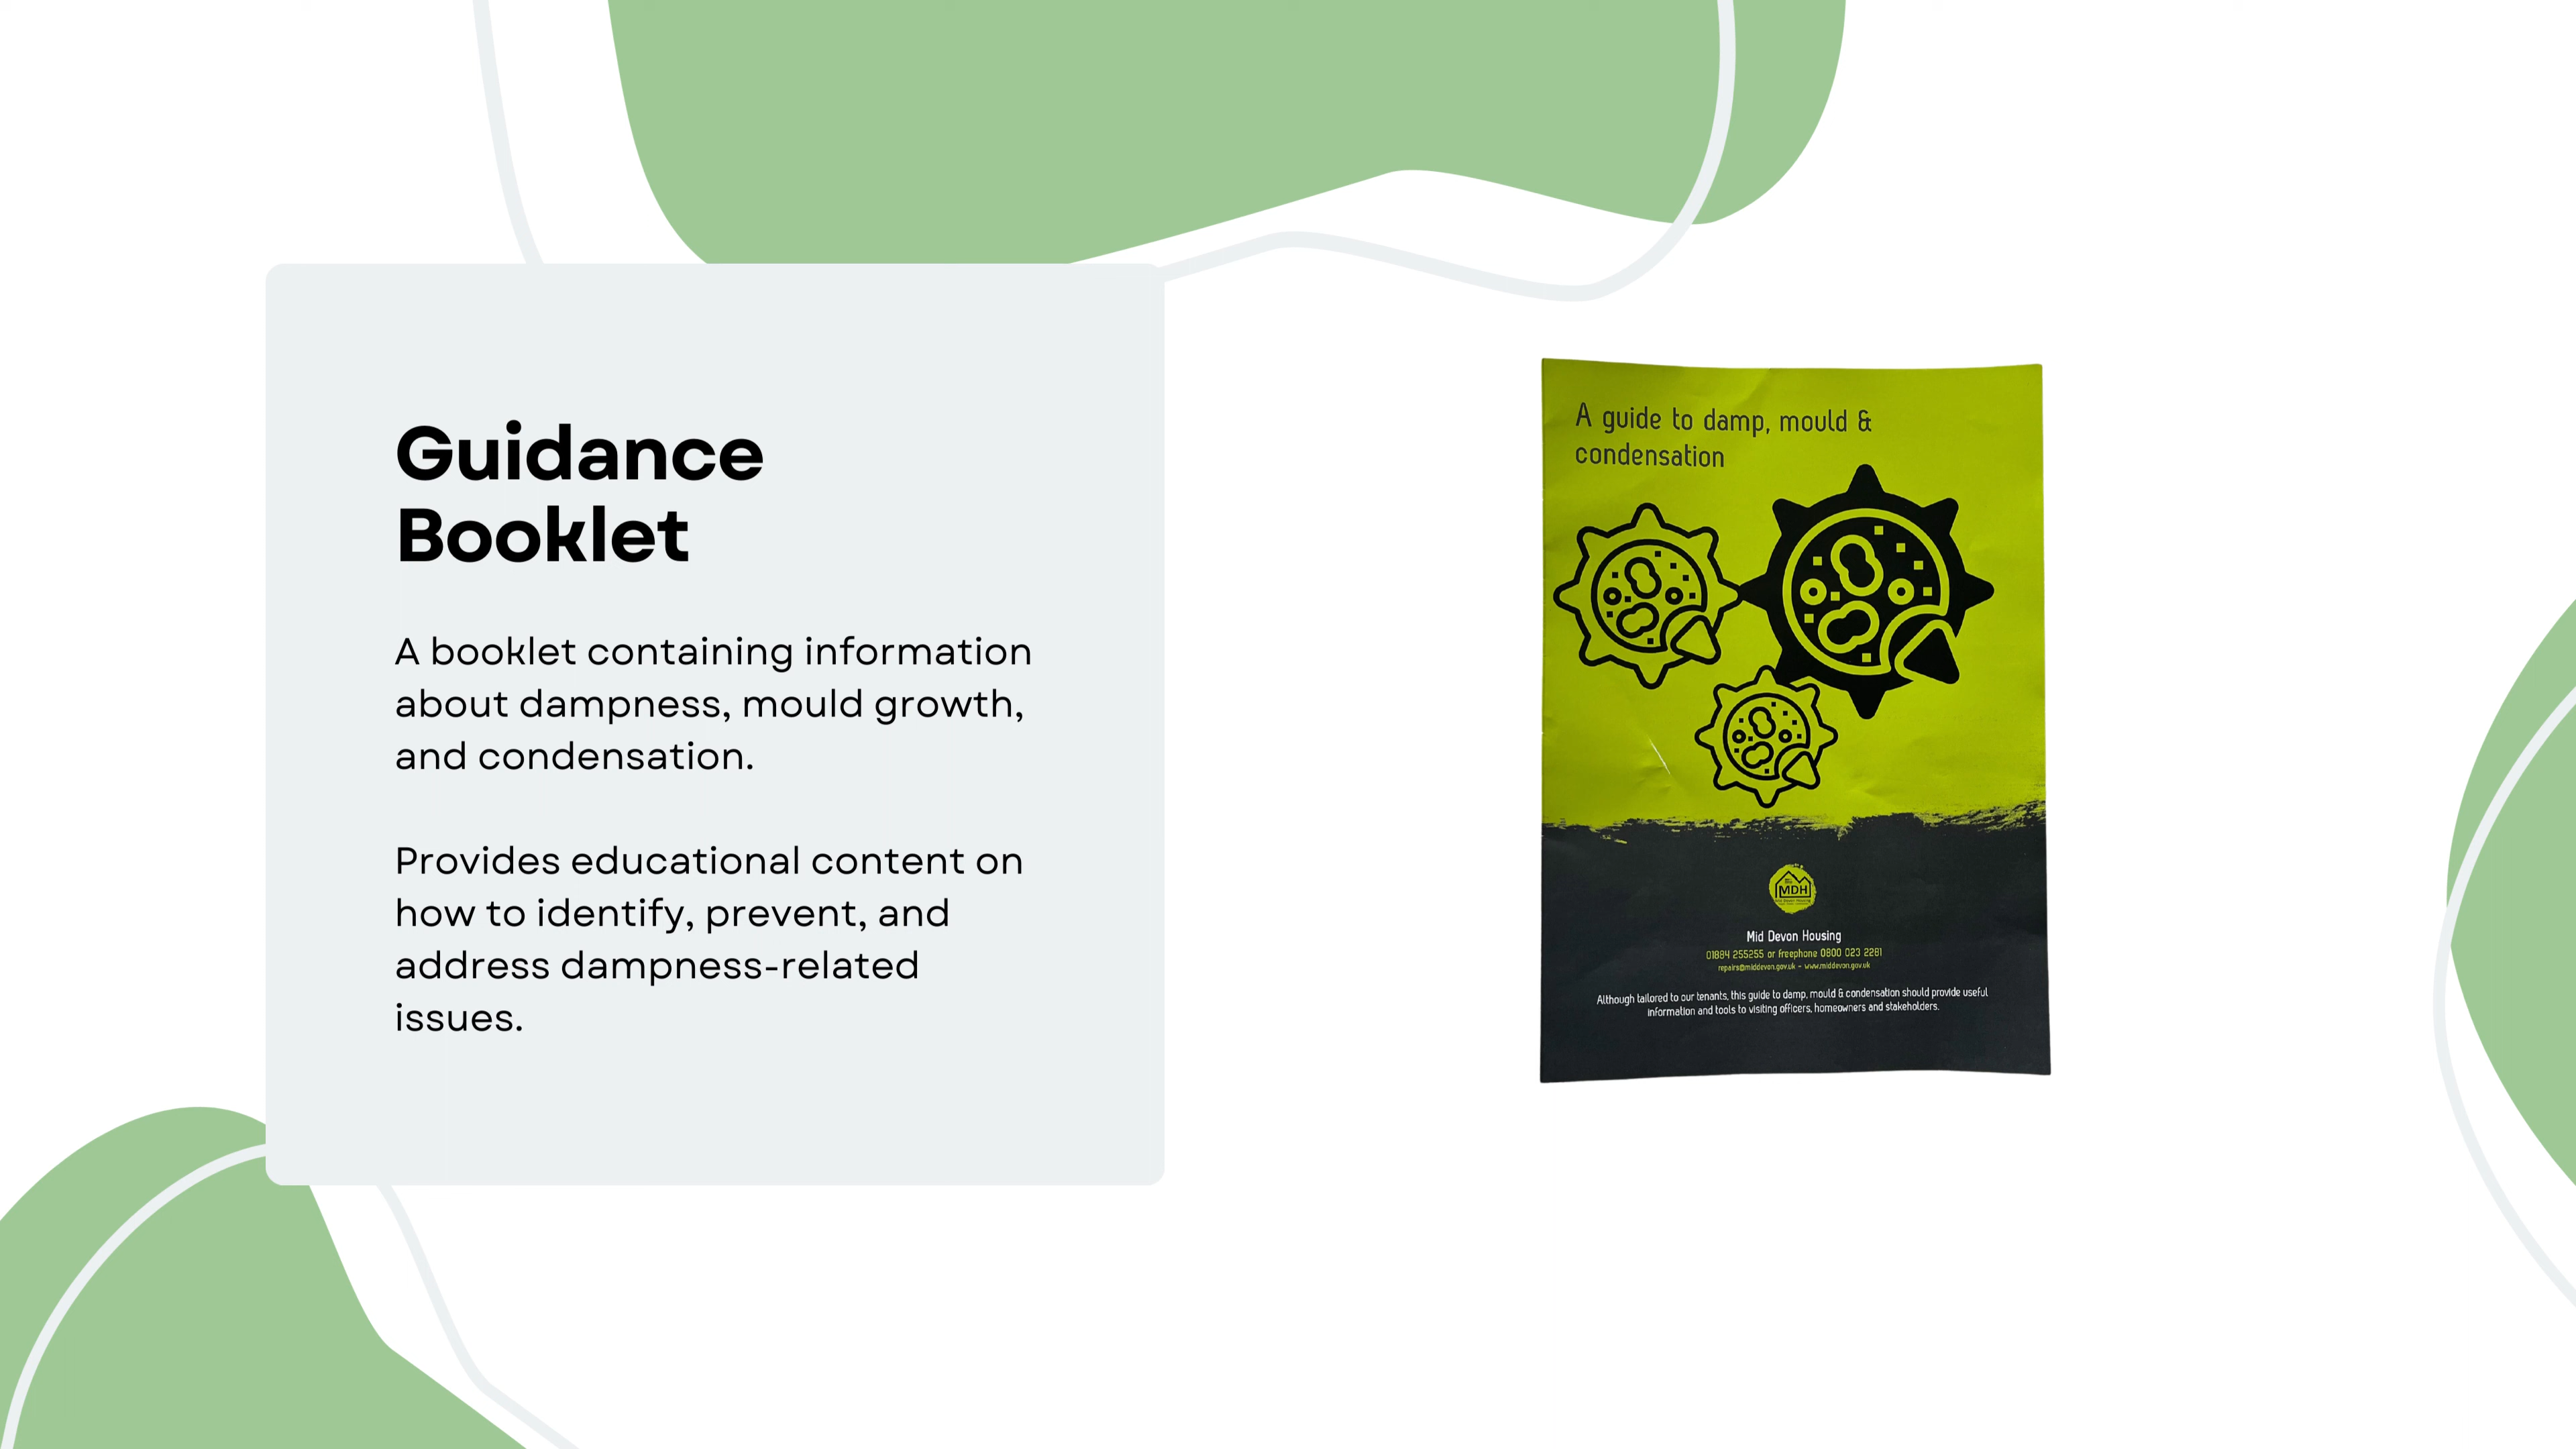 Guidance
Booklet
A booklet containing information
about dampness, mould growth,
and condensation.
Provides educational content on
how to identify, prevent, and
address dampness-related
issues.
A guide to damp, mould &
condensation
MDH
Mid Devon Housing
Mid Devon Housing
01884 255255 or freephone 0800 023 2281
repairs@middevon.gov.uk - www.middevon.gov.uk
Although tailored to our tenants, this guide to damp, mould & condensation should provide useful
information and tools to visiting officers, homeowners and stakeholders.